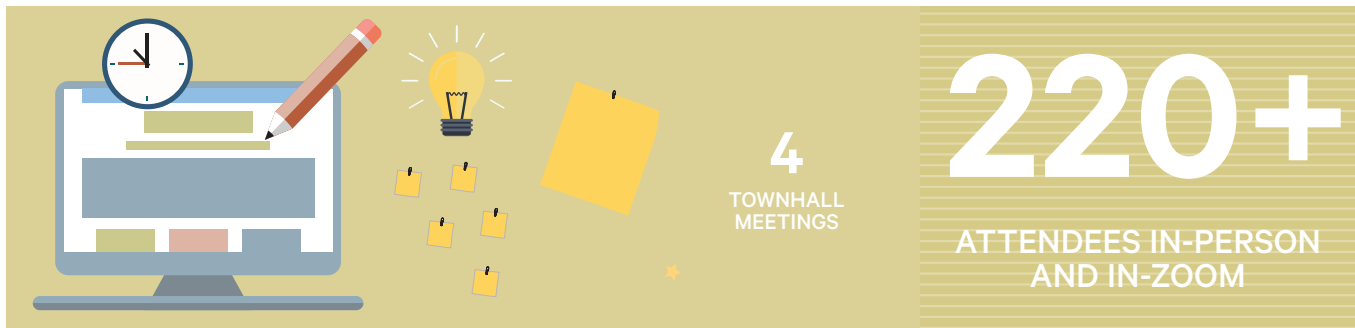 4
TOWNHALL
MEETINGS
220+
ATTENDEES IN-PERSON
AND IN-ZOOM